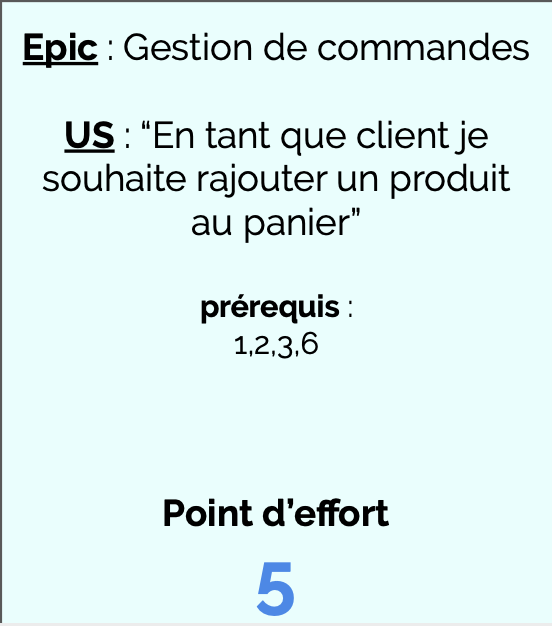 Epic : Gestion de commandes
US : “En tant que client je
souhaite rajouter un produit
au panier”
prérequis :
1,2,3,6
Point d’effort
5